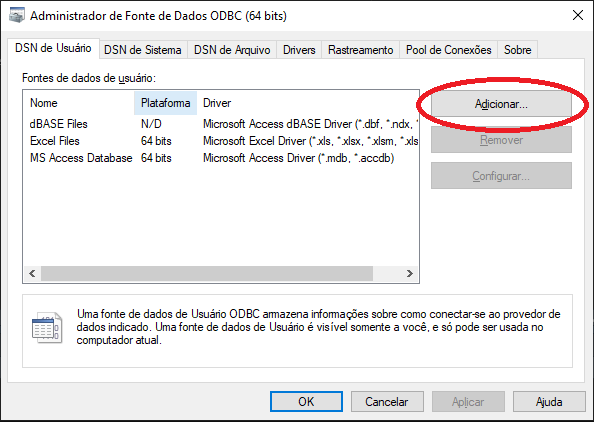 Administrador de Fonte de Dados ODBC (64 bits)
DSN de Usuário DSN de Sistema DSN de Arquivo Drivers Rastreamento Pool de Conexões Sobre
Fontes de dados de usuário:
Nome Plataforma Driver
dBASE Files N/D Microsoft Access dBASE Driver (*.dbf, *.ndx, *
Excel Files 64 bits Microsoft Excel Driver (*.xls, *.xlsx, *.xlsm, *.xls
MS Access Database 64 bits Microsoft Access Driver (*.mdb, *.accdb)
Adicionar...
Remover
Configurar...
Uma fonte de dados de Usuário ODBC armazena informações sobre como conectar-se ao provedor de
dados indicado. Uma fonte de dados de Usuário é visível somente a você, e só pode ser usada no
computador atual.
OK Cancelar Aplicar Ajuda